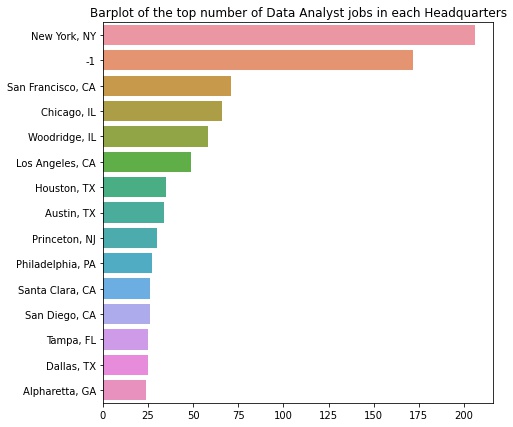 Barplot of the top number of Data Analyst jobs in each Headquarters
New York, NY
-1
San Francisco, CA
Chicago, IL
Woodridge, IL
Los Angeles, CA
Houston, TX
Austin, TX
Princeton, NJ
Philadelphia, PA
Santa Clara, CA
San Diego, CA
Tampa, FL
Dallas, TX
Alpharetta, GA
0 25 50 75 100 125 150 175 200